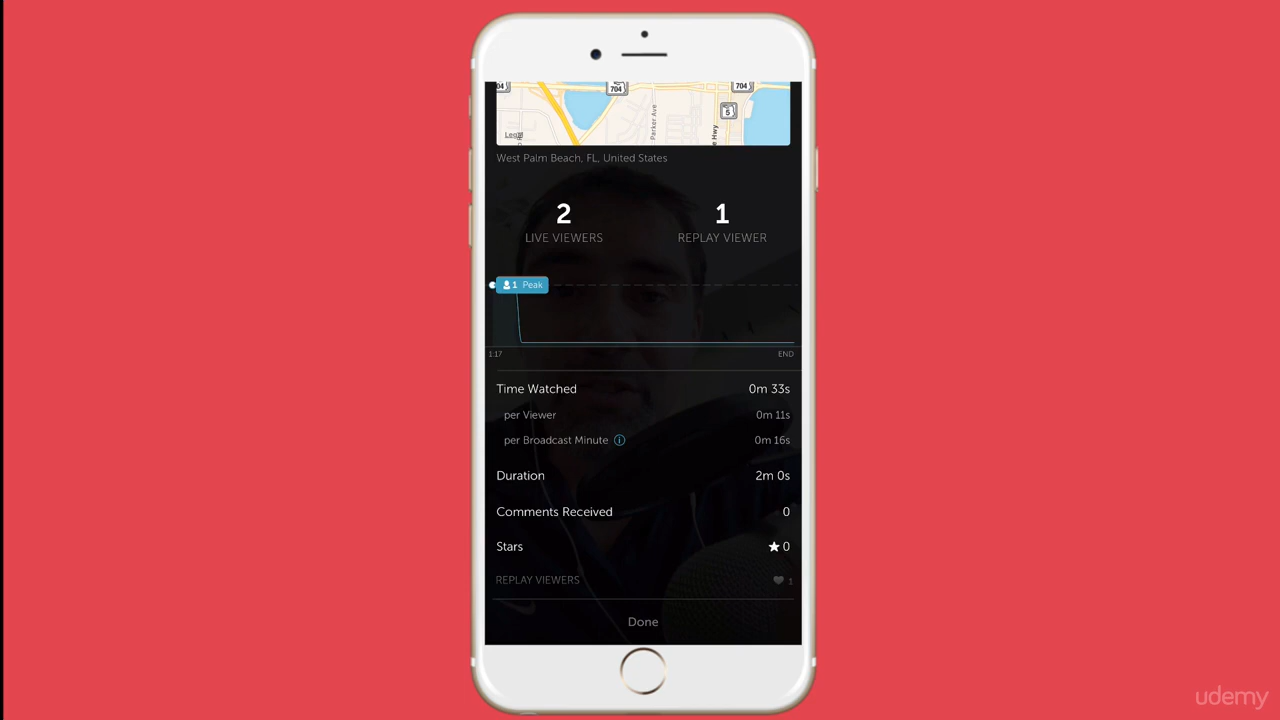 04
704
704
5
Parker Ave
Hwy
Legal
West Palm Beach, FL, United States
2
1
LIVE VIEWERS
REPLAY VIEWER
1 Peak
1:17
END
Time Watched
0m 33s
per Viewer
0m 11s
per Broadcast Minute
0m 16s
Duration
2m 0s
Comments Received
0
Stars
0
REPLAY VIEWERS
1
Done
udemy